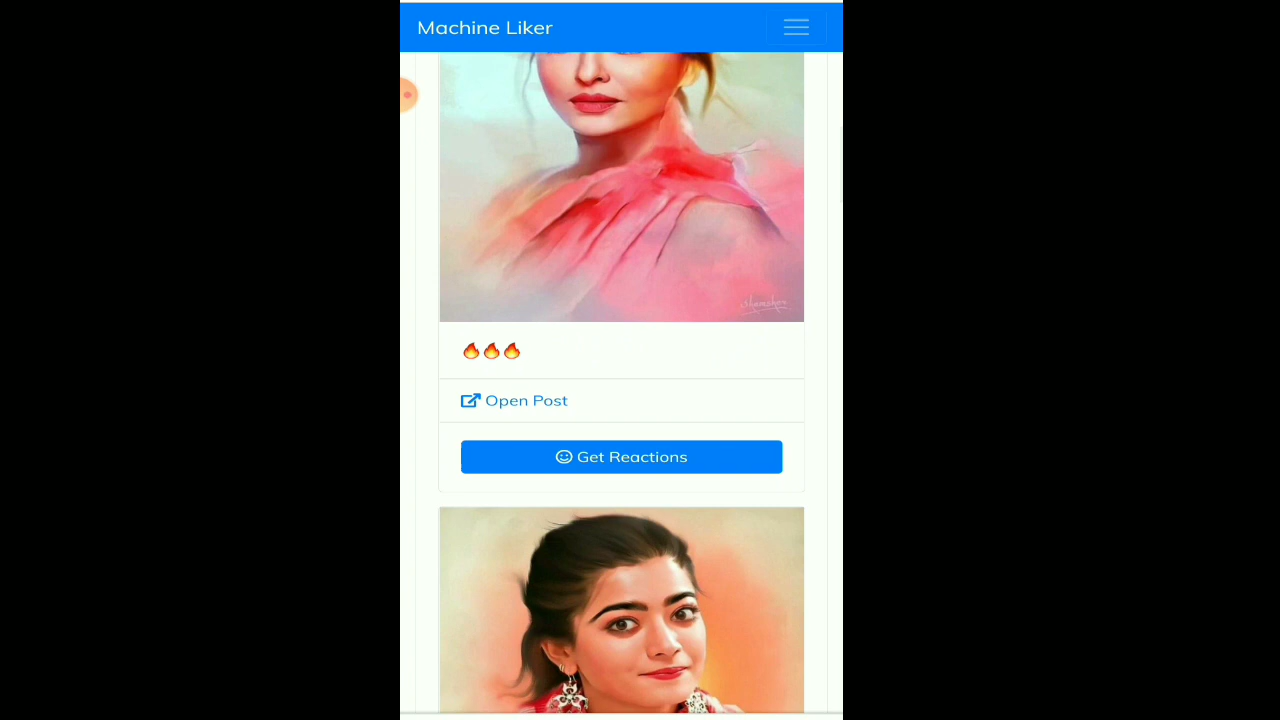 Machine Liker
🔥🔥🔥
Open Post
Get Reactions